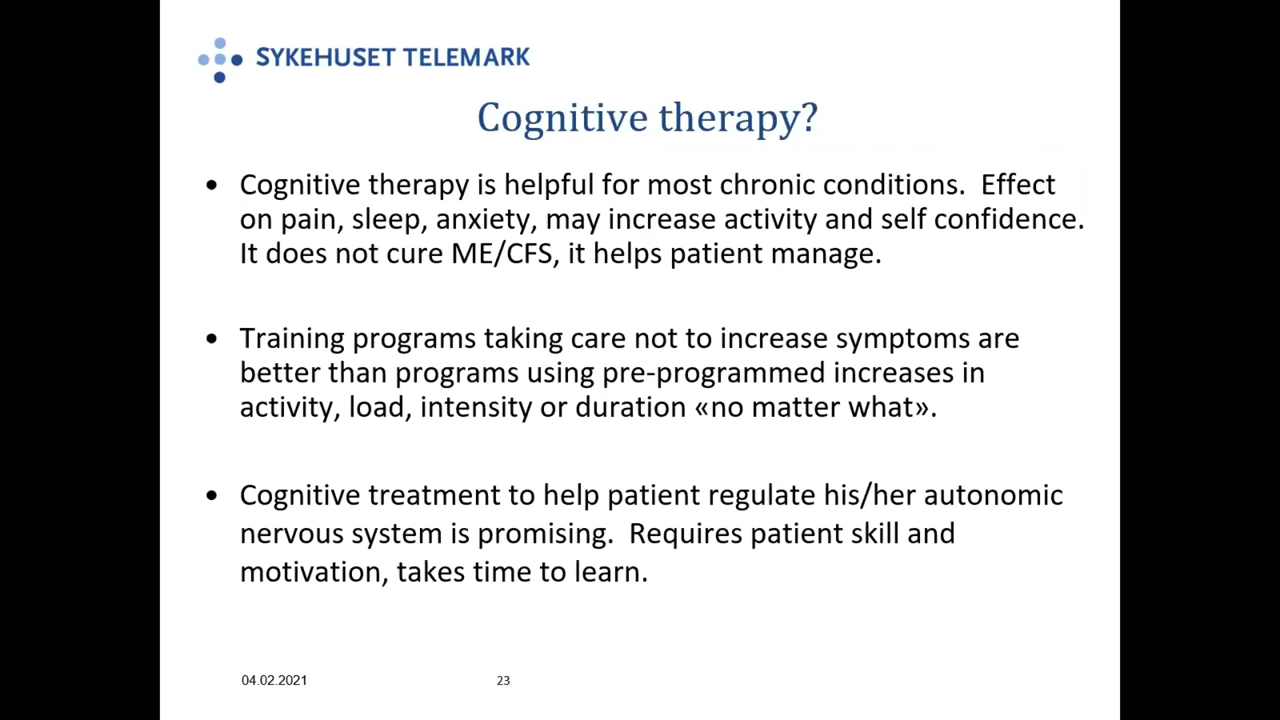 SYKEHUSET TELEMARK
Cognitive therapy?
• Cognitive therapy is helpful for most chronic conditions.  Effect
on pain, sleep, anxiety, may increase activity and self confidence.
It does not cure ME/CFS, it helps patient manage.
• Training programs taking care not to increase symptoms are
better than programs using pre-programmed increases in
activity, load, intensity or duration «no matter what».
• Cognitive treatment to help patient regulate his/her autonomic
nervous system is promising.  Requires patient skill and
motivation, takes time to learn.
04.02.2021 23